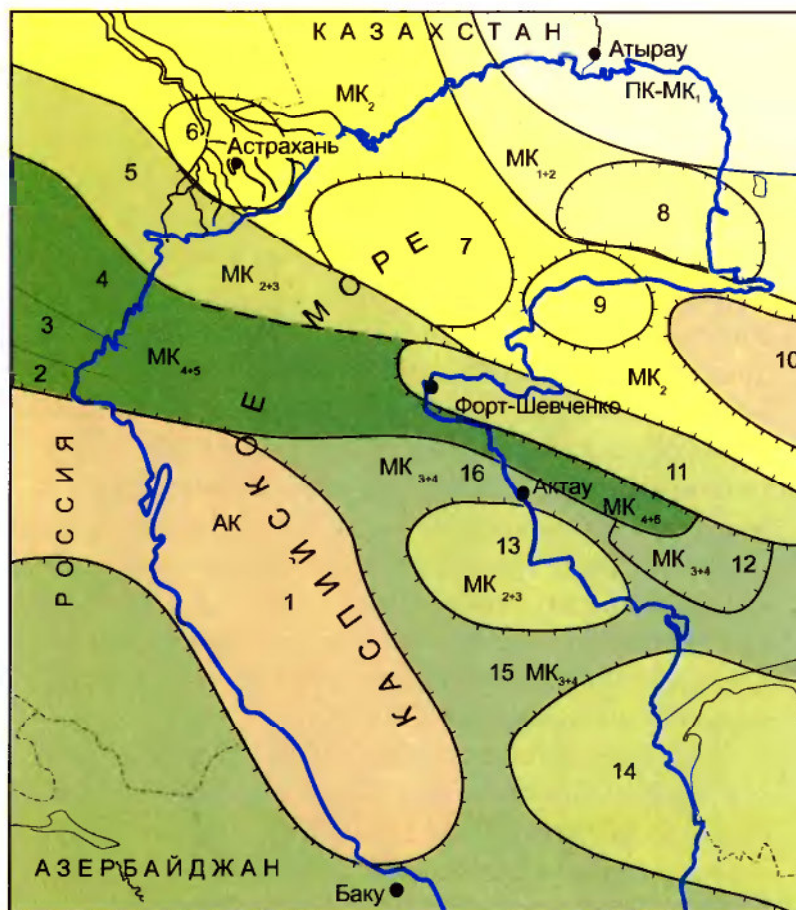 КАЗАХСТАН
Атырау
МК₂
ПК-МК₁
6
Астрахань
МК₁₊₂
5
8
7
МК₂₊₃
4
9
3
МК₄₊₅
10
2
МК₂
Форт-Шевченко
МК₃₊₄
16
11
Актау
МК₄₊₅
АК
13
МК₃₊₄
12
МК₂₊₃
1
РОССИЯ
КАСПИЙСКОЕ МОРЕ
15 МК₃₊₄
14
АЗЕРБАЙДЖАН
Баку